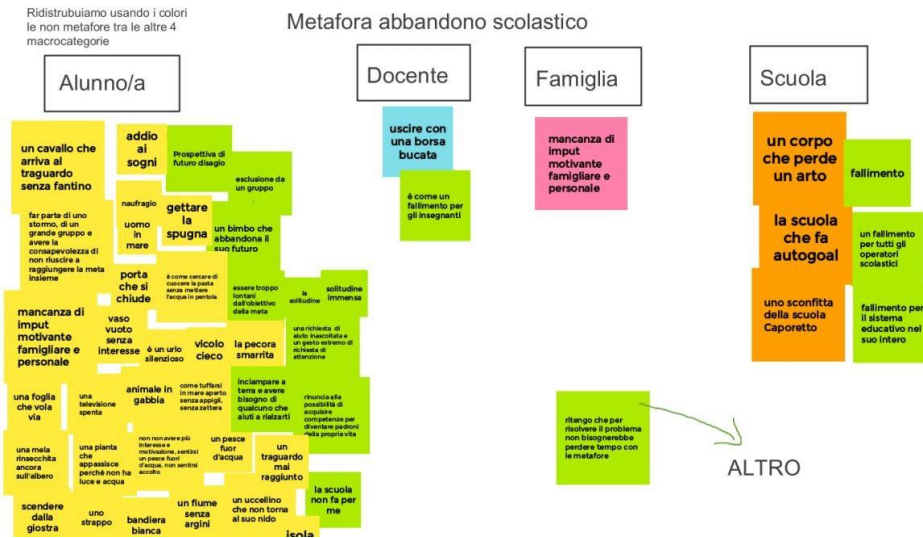 Ridistrubuiamo usando i colori
le non metafore tra le altre 4
macrocategorie
Metafora abbandono scolastico
Alunno/a
Docente
Famiglia
Scuola
un cavallo che
arriva al
traguardo
senza fantino
addio
ai
sogni
Prospettiva di
futuro disagio
esclusione da
un gruppo
far parte di uno
stormo, di un
grande gruppo e
avere la
consapevolezza di
non riuscire a
raggiungere la meta
insieme
naufragio
uomo
in
mare
gettare
la
spugna
un bimbo che
abbandona il
suo futuro
porta
che si
chiude
è come cercare di
cuocere la pasta
senza mettere
l'acqua in pentola
essere troppo
lontani
dall'obiettivo
della meta
la
solitudine
solitudine
immensa
mancanza di
imput
motivante
famigliare e
personale
vaso
vuoto
senza
interesse
è un urlo
silenzioso
vicolo
cieco
la pecora
smarrita
una richiesta di
aiuto inascoltata e
un gesto estremo di
richiesta di
attenzione
una foglia
che vola
via
una
televisione
spenta
animale in
gabbia
come tuffarsi
in mare aperto
senza appigli,
senza zattera
inciampare a
terra e avere
bisogno di
qualcuno che
aiuti a rialzarti
rinuncia alla
possibilità di
acquisire
competenze per
diventare padroni
della propria vita
una mela
rinsecchita
ancora
sull'albero
una pianta
che
appassisce
perchè non ha
luce e acqua
non non avere più
interesse e
motivazione, sentirsi
un pesce fuori
d'acqua, non sentirsi
accolto
un pesce
fuor
d'acqua
un
traguardo
mai
raggiunto
la scuola
non fa per
me
scendere
dalla
giostra
uno
strappo
bandiera
bianca
un fiume
senza
argini
un uccellino
che non torna
al suo nido
isola
uscire con
una borsa
bucata
è come un
fallimento per
gli insegnanti
mancanza di
imput
motivante
famigliare e
personale
un corpo
che perde
un arto
fallimento
la scuola
che fa
autogoal
un fallimento
per tutti gli
operatori
scolastici
uno sconfitta
della scuola
Caporetto
fallimento per
il sistema
educativo nel
suo intero
ritengo che per
risolvere il problema
non bisognerebbe
perdere tempo con
le metafore
ALTRO